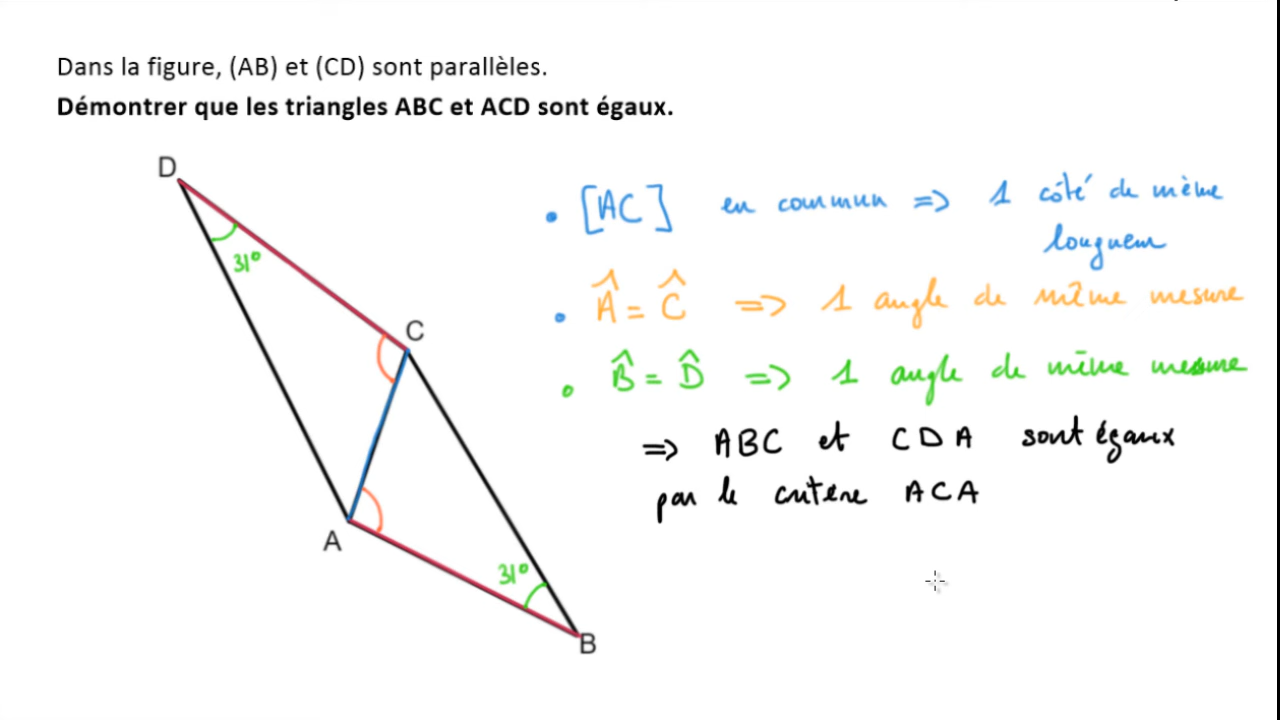 Dans la figure, (AB) et (CD) sont parallèles.
Démontrer que les triangles ABC et ACD sont égaux.
D
31°
C
A
31°
B
• [AC] en commun => 1 côté de même
longueur
• Â = Ĉ => 1 angle de même mesure
• B̂ = D̂ => 1 angle de même mesure
=> ABC et CDA sont égaux
par le critère ACA